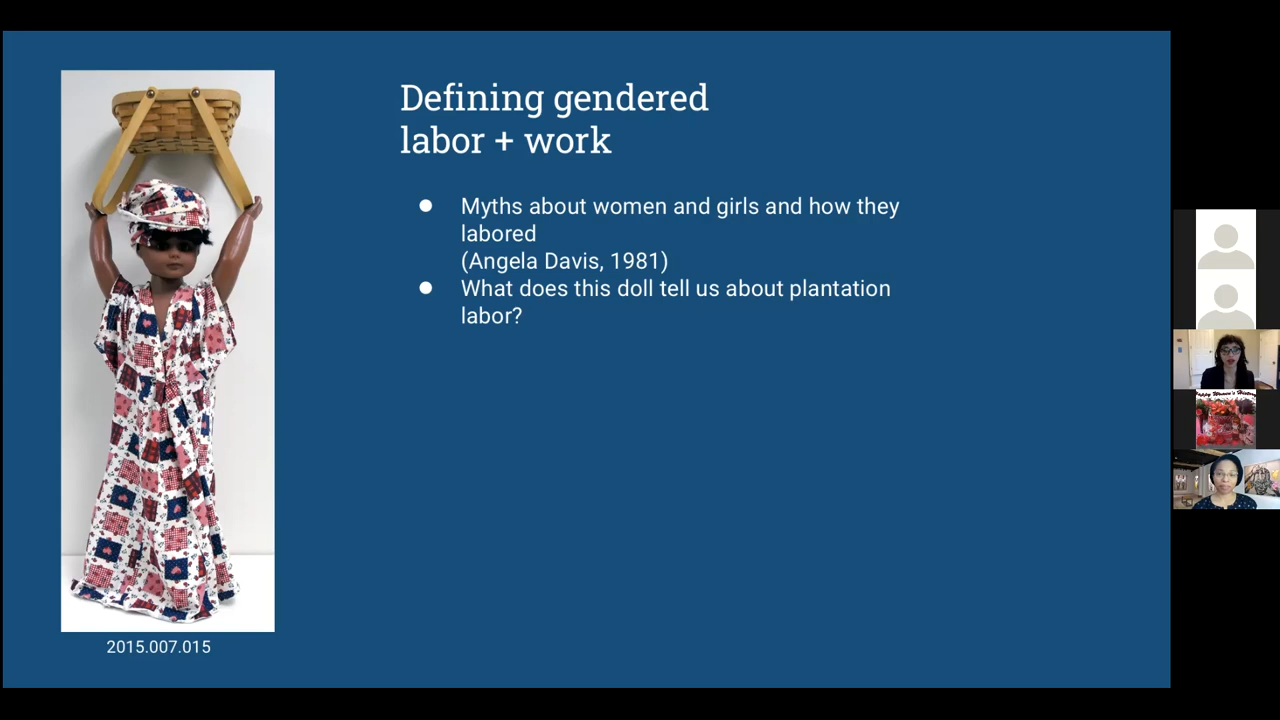 Defining gendered
labor + work
● Myths about women and girls and how they
labored
(Angela Davis, 1981)
● What does this doll tell us about plantation
labor?
2015.007.015